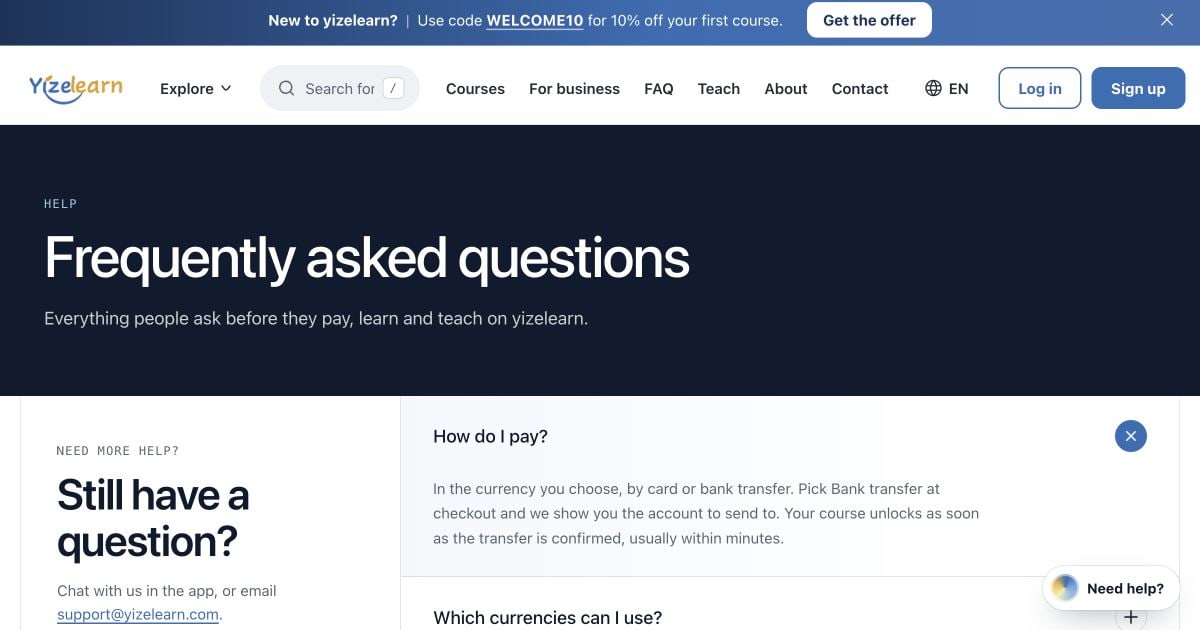 New to yizelearn? | Use code WELCOME10 for 10% off your first course. Get the offer
Yizelearn Explore Search for / Courses For business FAQ Teach About Contact EN Log in Sign up
HELP
Frequently asked questions
Everything people ask before they pay, learn and teach on yizelearn.
NEED MORE HELP?
Still have a
question?
Chat with us in the app, or email
support@yizelearn.com.
How do I pay?
In the currency you choose, by card or bank transfer. Pick Bank transfer at
checkout and we show you the account to send to. Your course unlocks as soon
as the transfer is confirmed, usually within minutes.
Which currencies can I use?
Need help?